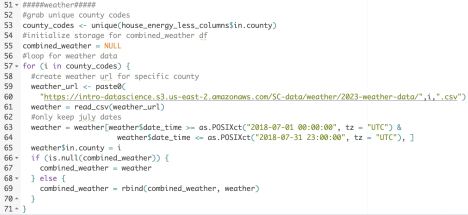 51 #####weather#####
52 #grab unique county codes
53 county_codes <- unique(house_energy_less_columns$in.county)
54 #initialize storage for combined_weather df
55 combined_weather = NULL
56 #loop for weather data
57 for (i in county_codes) {
58 #create weather url for specific county
59 weather_url <- paste0(
60 "https://intro-datascience.s3.us-east-2.amazonaws.com/SC-data/weather/2023-weather-data/",i,".csv")
61 weather = read_csv(weather_url)
62 #only keep july dates
63 weather = weather[weather$date_time >= as.POSIXct("2018-07-01 00:00:00", tz = "UTC") &
64 weather$date_time <= as.POSIXct("2018-07-31 23:00:00", tz = "UTC"), ]
65 weather$in.county = i
66 if (is.null(combined_weather)) {
67 combined_weather = weather
68 } else {
69 combined_weather = rbind(combined_weather, weather)
70 }
71 }